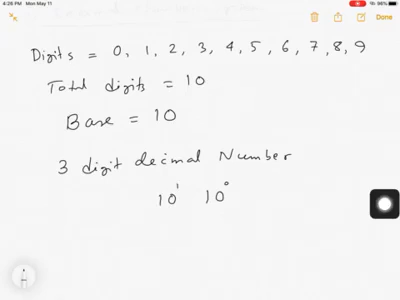 4:26 PM Mon May 11
96%
Done
Digits = 0, 1, 2, 3, 4, 5, 6, 7, 8, 9
Total digits = 10
Base = 10
3 digit decimal Number
10¹ 10⁰